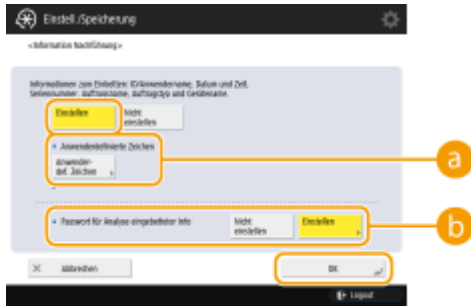 Einstell./Speicherung
<Information Nachführung>
Informationen zum Einbetten: ID/Anwendername, Datum und Zeit,
Seriennummer, Auftragsname, Auftragstyp und Gerätename.
Einstellen
Nicht
einstellen
Anwenderdefinierte Zeichen
Anwender-
def. Zeichen
a
Passwort für Analyse eingebetteter Info
Nicht
einstellen
Einstellen
b
Abbrechen
OK
Logout